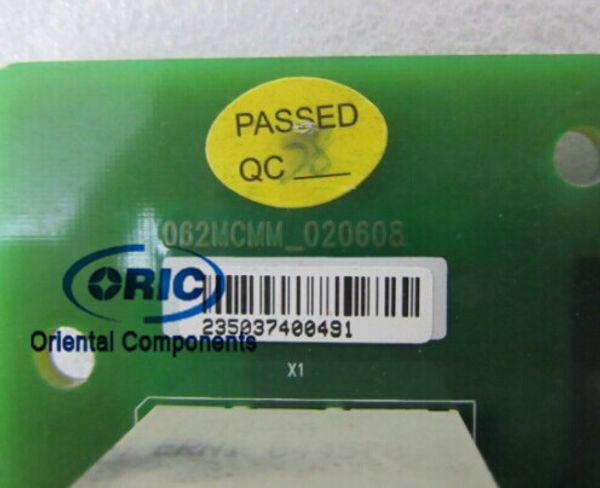 PASSED
QC
062MCMM_020608
ORIC
235037400491
Oriental Components
X1